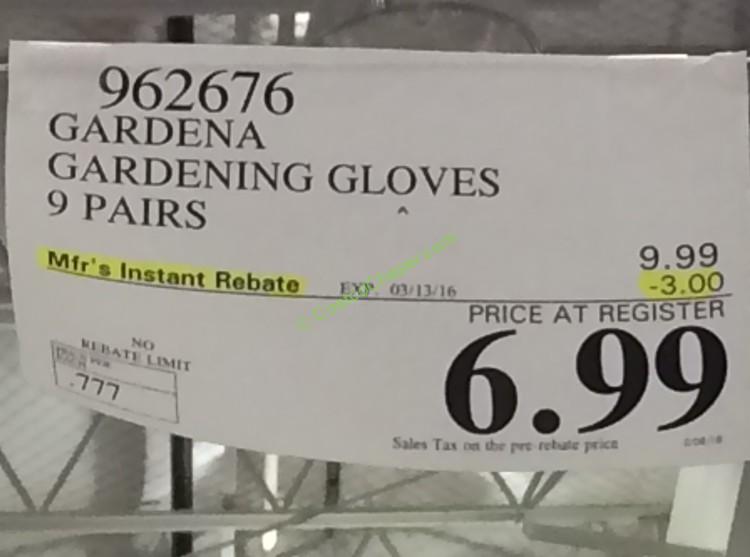 962676
GARDENA
GARDENING GLOVES
9 PAIRS
9.99
Mfr's Instant Rebate EXP. 03/13/16 -3.00
PRICE AT REGISTER
6.99
NO
REBATE LIMIT
PER
.777
Sales Tax on the pre-rebate price